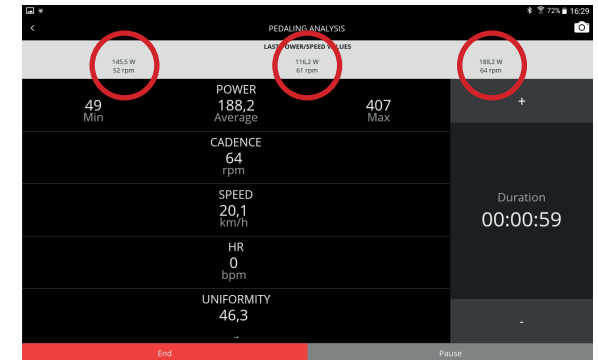 72% 16:29
< PEDALING ANALYSIS
LAST POWER/SPEED VALUES
145,5 W 116,2 W 188,2 W
52 rpm 61 rpm 64 rpm
POWER
49 188,2 407 +
Min Average Max
CADENCE
64
rpm
SPEED
20,1
km/h
Duration
00:00:59
HR
0
bpm
UNIFORMITY
46,3
-
End Pause